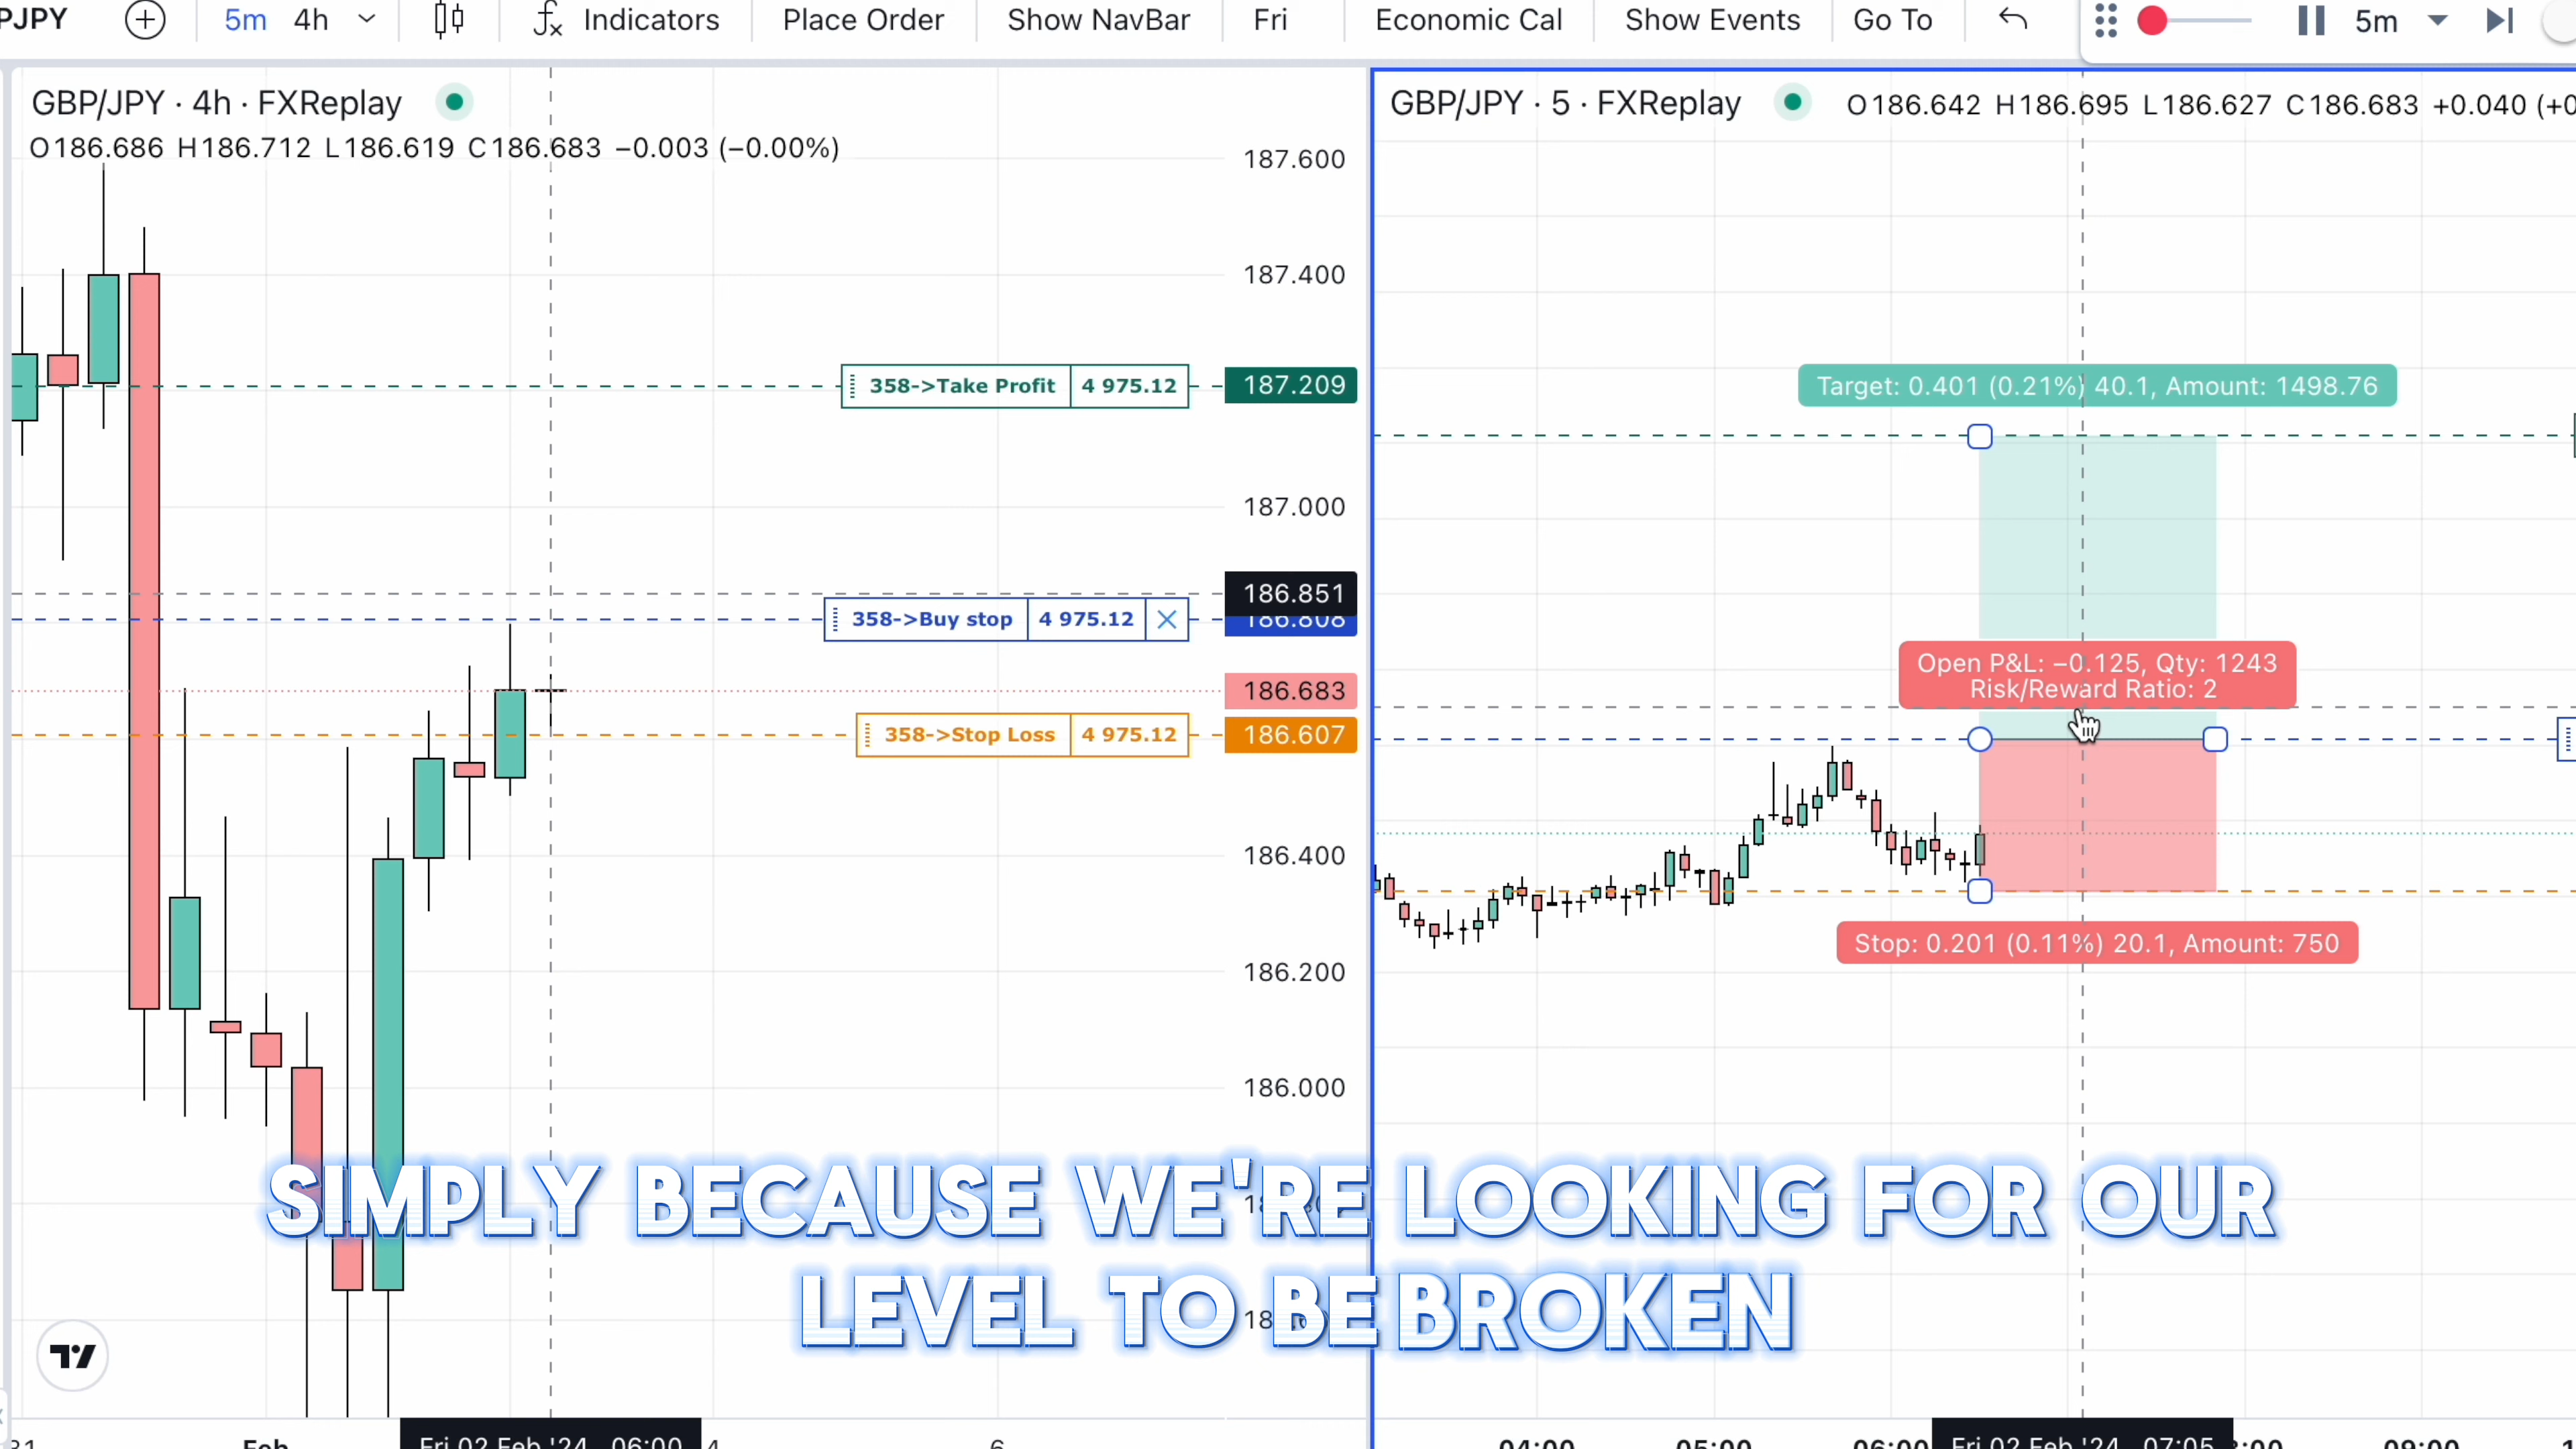 PJPY 5m 4h Indicators Place Order Show NavBar Fri Economic Cal Show Events Go To 5m
GBP/JPY · 4h · FXReplay
O186.686 H186.712 L186.619 C186.683 −0.003 (−0.00%)
187.600
187.400
358->Take Profit 4 975.12 187.209
187.000
186.851
358->Buy stop 4 975.12 186.808
186.683
358->Stop Loss 4 975.12 186.607
186.400
186.200
186.000
Feb Fri 02 Feb '24 06:00 4 6
GBP/JPY · 5 · FXReplay O186.642 H186.695 L186.627 C186.683 +0.040 (+0
Target: 0.401 (0.21%) 40.1, Amount: 1498.76
Open P&L: −0.125, Qty: 1243
Risk/Reward Ratio: 2
Stop: 0.201 (0.11%) 20.1, Amount: 750
04:00 05:00 06:00 Fri 02 Feb '24 07:05 09:00
SIMPLY BECAUSE WE'RE LOOKING FOR OUR
LEVEL TO BE BROKEN